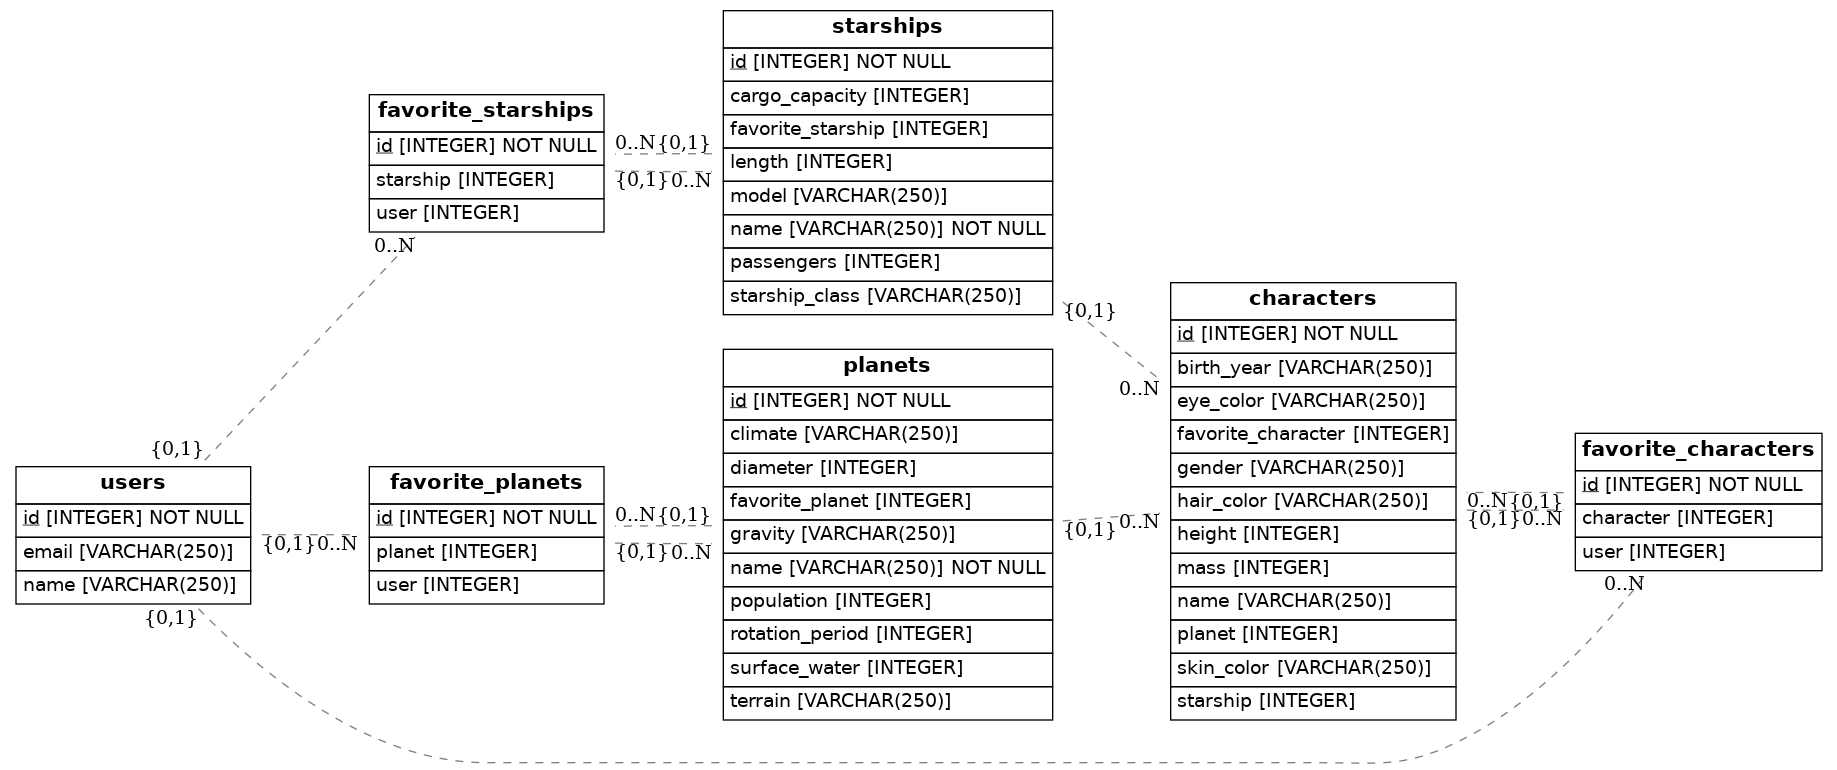 starships
id [INTEGER] NOT NULL
cargo_capacity [INTEGER]
favorite_starship [INTEGER]
length [INTEGER]
model [VARCHAR(250)]
name [VARCHAR(250)] NOT NULL
passengers [INTEGER]
starship_class [VARCHAR(250)]
favorite_starships
id [INTEGER] NOT NULL
starship [INTEGER]
user [INTEGER]
0..N{0,1}
{0,1}0..N
0..N
{0,1}
{0,1}
0..N
characters
id [INTEGER] NOT NULL
birth_year [VARCHAR(250)]
eye_color [VARCHAR(250)]
favorite_character [INTEGER]
gender [VARCHAR(250)]
hair_color [VARCHAR(250)]
height [INTEGER]
mass [INTEGER]
name [VARCHAR(250)]
planet [INTEGER]
skin_color [VARCHAR(250)]
starship [INTEGER]
planets
id [INTEGER] NOT NULL
climate [VARCHAR(250)]
diameter [INTEGER]
favorite_planet [INTEGER]
gravity [VARCHAR(250)]
name [VARCHAR(250)] NOT NULL
population [INTEGER]
rotation_period [INTEGER]
surface_water [INTEGER]
terrain [VARCHAR(250)]
users
id [INTEGER] NOT NULL
email [VARCHAR(250)]
name [VARCHAR(250)]
{0,1}0..N
favorite_planets
id [INTEGER] NOT NULL
planet [INTEGER]
user [INTEGER]
0..N{0,1}
{0,1}0..N
{0,1}0..N
0..N{0,1}
{0,1}0..N
favorite_characters
id [INTEGER] NOT NULL
character [INTEGER]
user [INTEGER]
0..N
{0,1}